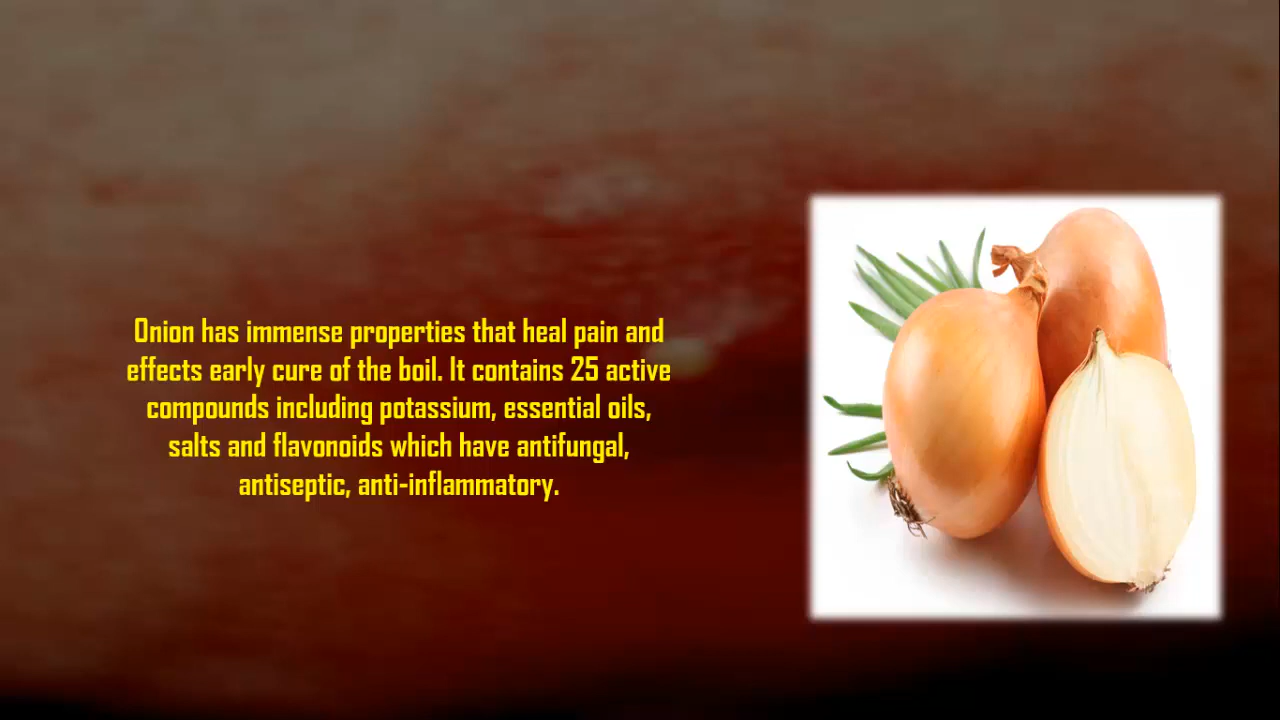 Onion has immense properties that heal pain and
effects early cure of the boil. It contains 25 active
compounds including potassium, essential oils,
salts and flavonoids which have antifungal,
antiseptic, anti-inflammatory.